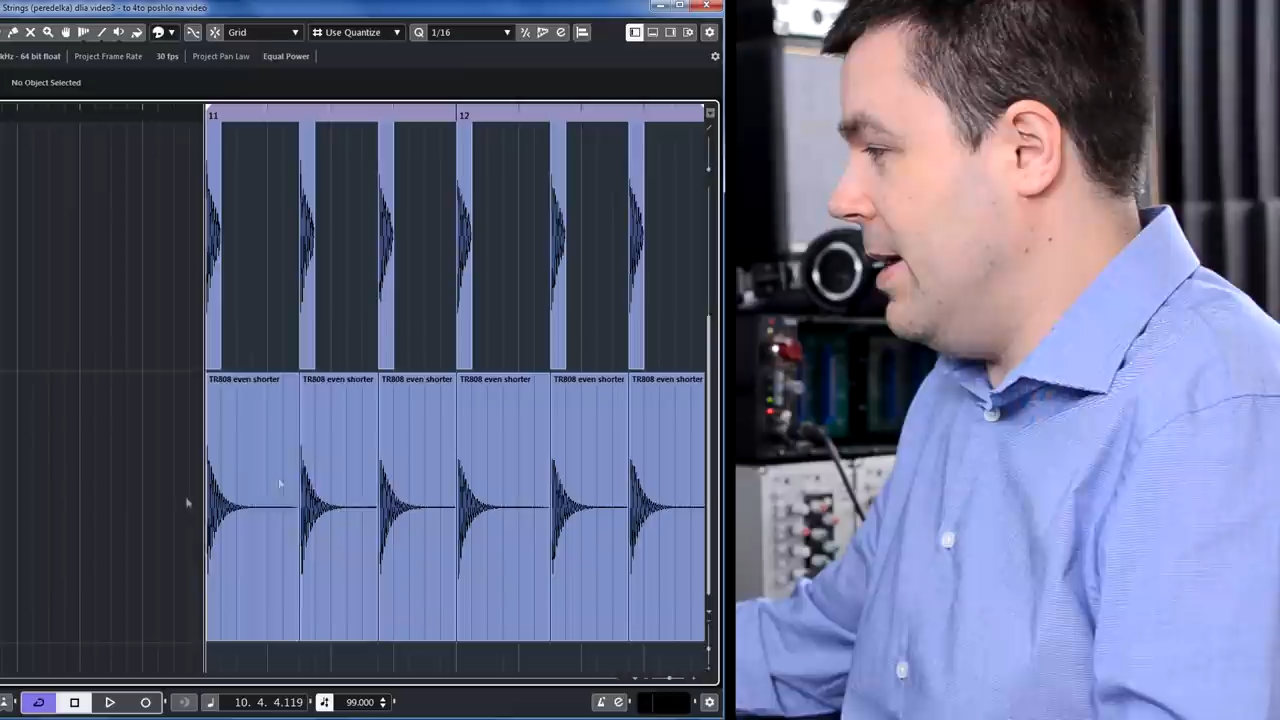 Strings (peredelka) dlia video3 - to 4to poshlo na video
Grid
# Use Quantize
Q 1/16
kHz - 64 bit float Project Frame Rate 30 fps Project Pan Law Equal Power
No Object Selected
11 12
TR808 even shorter TR808 even shorter TR808 even shorter TR808 even shorter TR808 even shorter TR808 even shorter
10. 4. 4.119 99.000